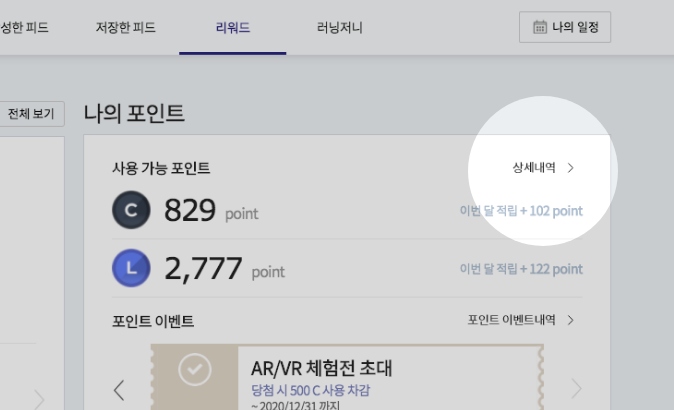 성한 피드 저장한 피드 리워드 러닝저니 나의 일정
전체 보기 나의 포인트
사용 가능 포인트 상세내역
C 829 point 이번 달 적립 + 102 point
L 2,777 point 이번 달 적립 + 122 point
포인트 이벤트 포인트 이벤트내역
AR/VR 체험전 초대
당첨 시 500 C 사용 차감
~ 2020/12/31 까지